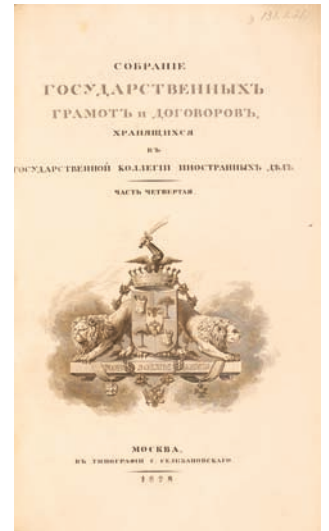 СОБРАНІЕ
ГОСУДАРСТВЕННЫХЪ
ГРАМОТЪ и ДОГОВОРОВЪ,
ХРАНЯЩИХСЯ
ВЪ
ГОСУДАРСТВЕННОЙ КОЛЛЕГІИ ИНОСТРАННЫХЪ ДѢЛЪ.
ЧАСТЬ ЧЕТВЕРТАЯ.
МОСКВА.
ВЪ ТИПОГРАФІИ С. СЕЛИВАНОВСКАГО.
1828